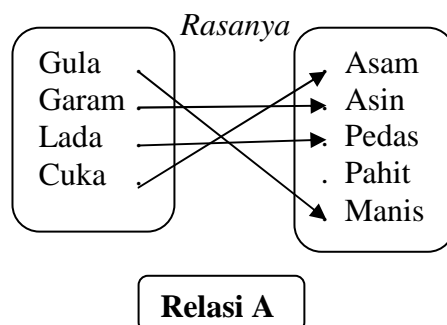 Rasanya
Gula
Garam
Lada
Cuka
Asam
Asin
Pedas
Pahit
Manis
Relasi A